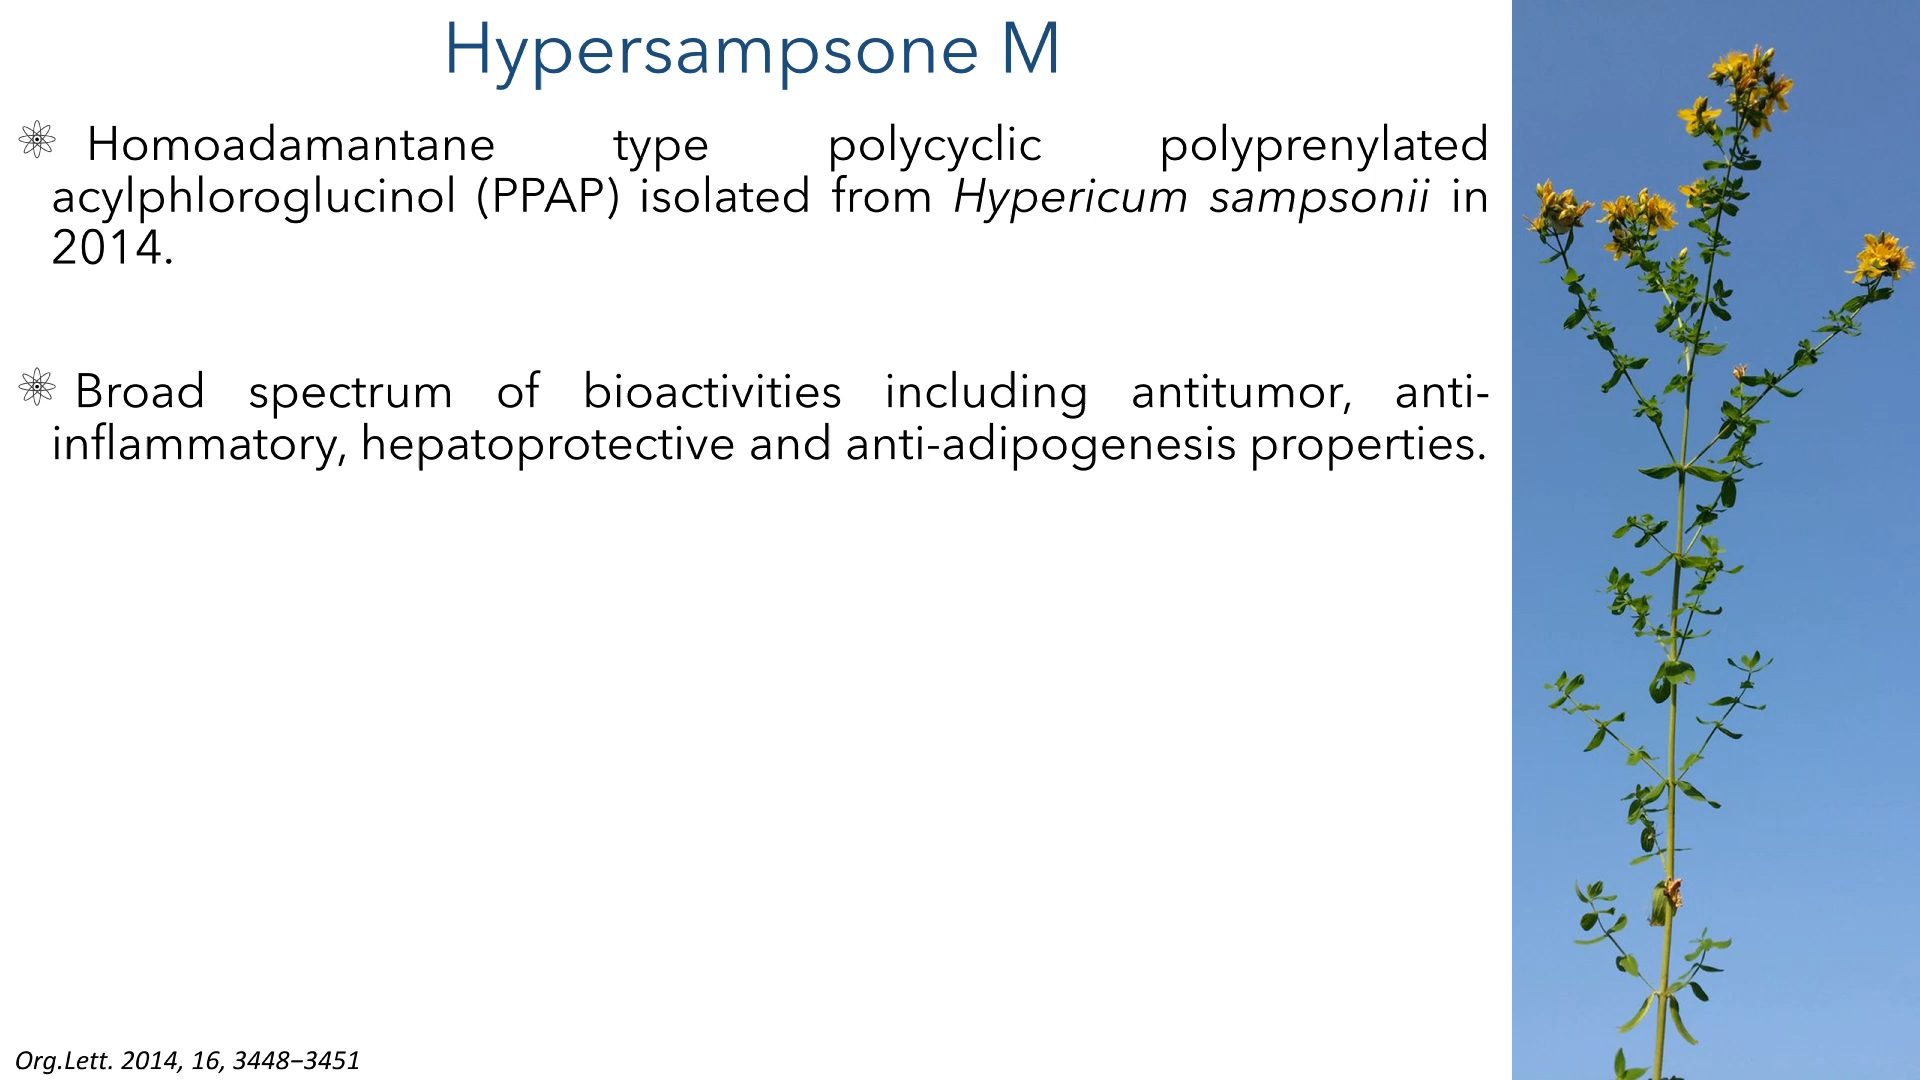 Hypersampsone M
Homoadamantane type polycyclic polyprenylated
acylphloroglucinol (PPAP) isolated from Hypericum sampsonii in
2014.
Broad spectrum of bioactivities including antitumor, anti-
inflammatory, hepatoprotective and anti-adipogenesis properties.
Org.Lett. 2014, 16, 3448–3451